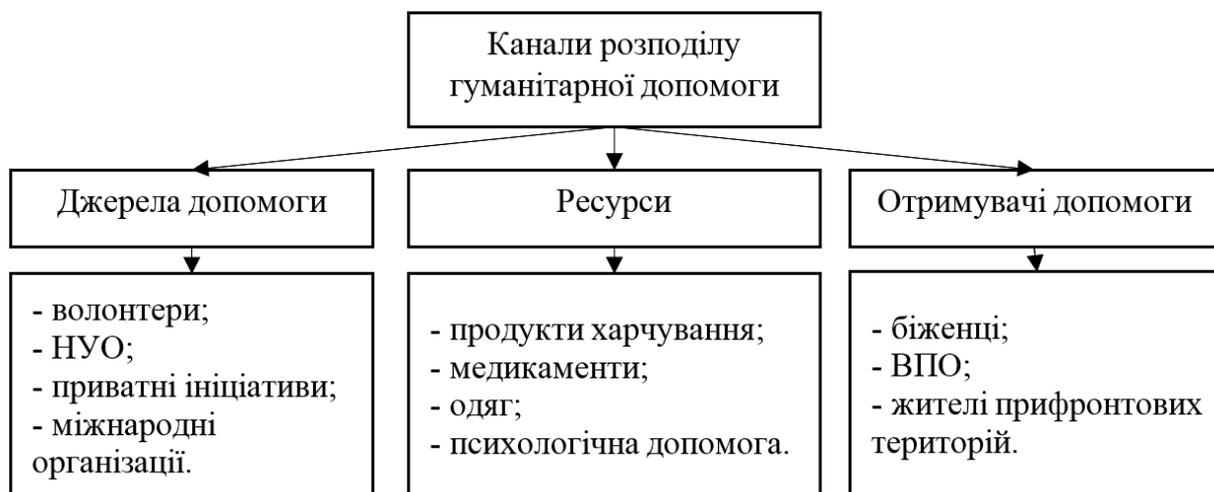 Канали розподілу
гуманітарної допомоги
Джерела допомоги
Ресурси
Отримувачі допомоги
- волонтери;
- НУО;
- приватні ініціативи;
- міжнародні
організації.
- продукти харчування;
- медикаменти;
- одяг;
- психологічна допомога.
- біженці;
- ВПО;
- жителі прифронтових
територій.